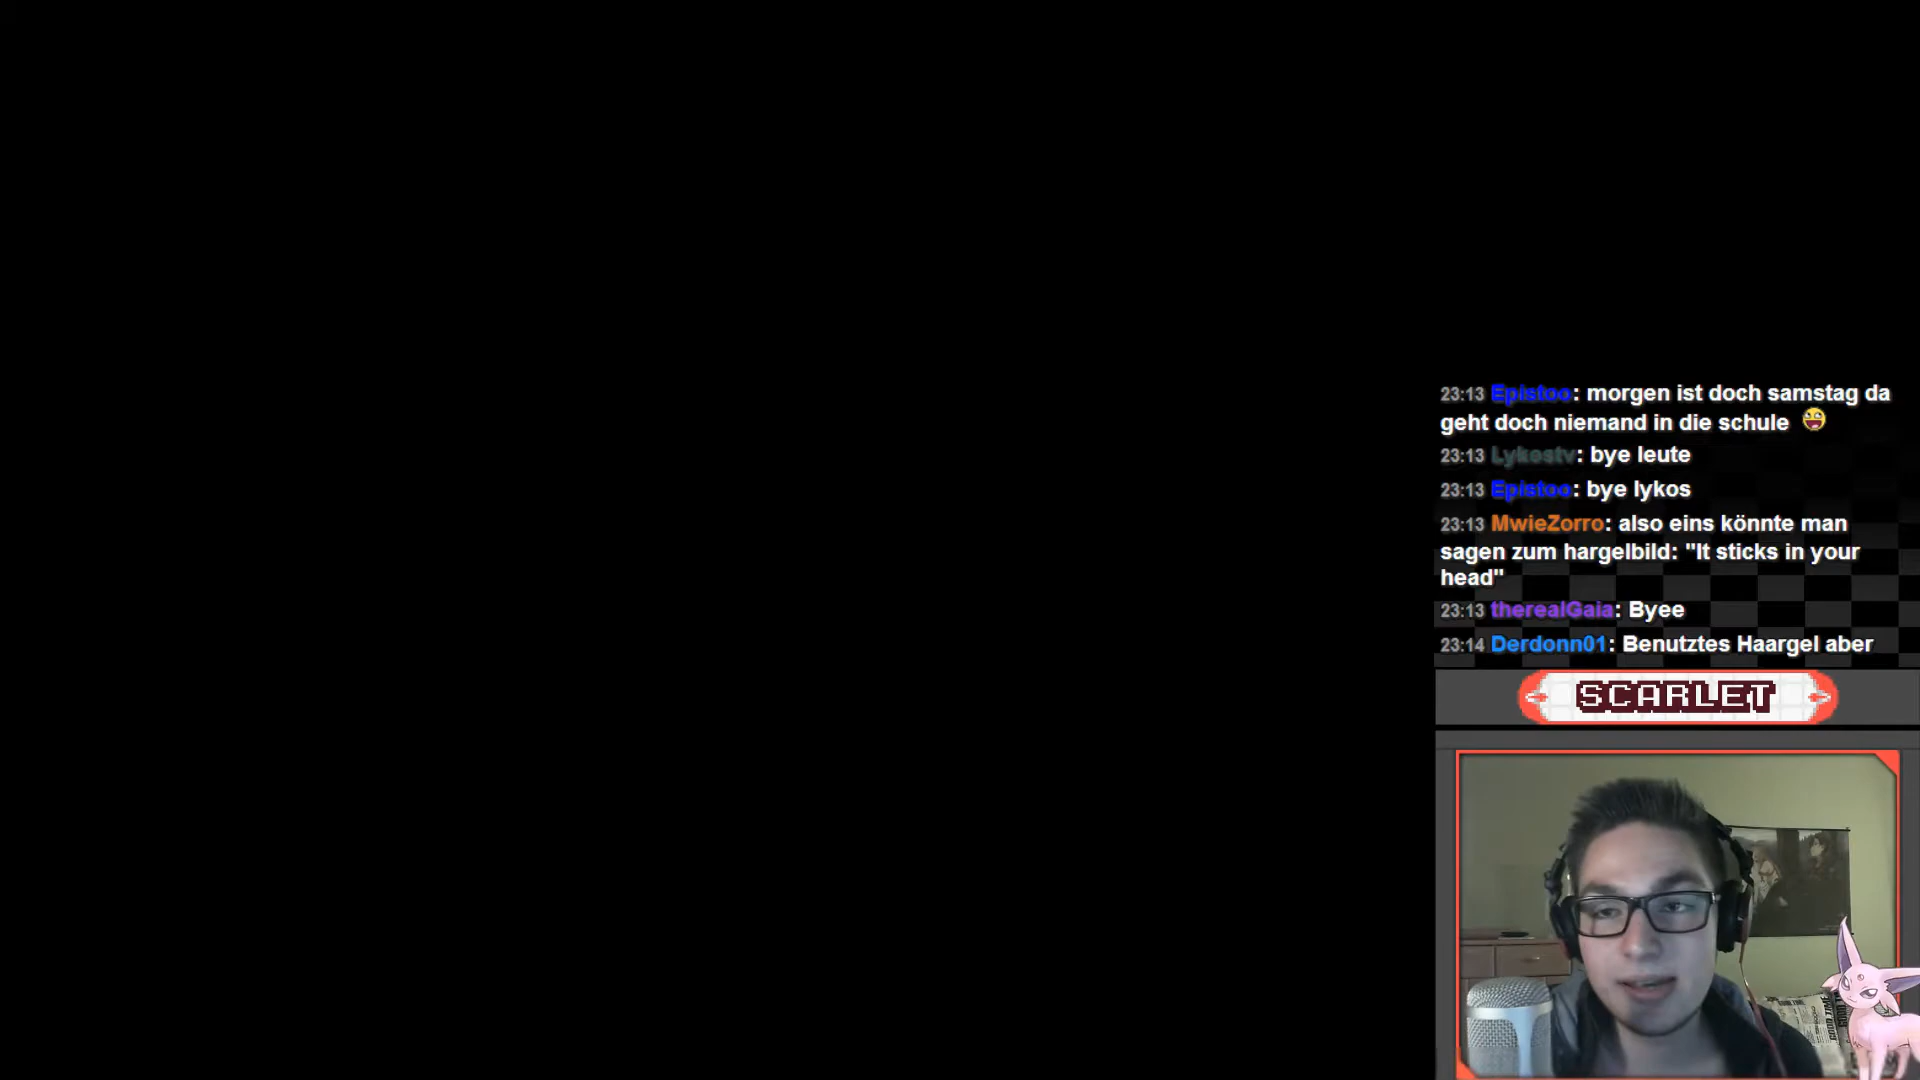 23:13 Epistoo: morgen ist doch samstag da
geht doch niemand in die schule
23:13 Lykostv: bye leute
23:13 Epistoo: bye lykos
23:13 MwieZorro: also eins könnte man
sagen zum hargelbild: "It sticks in your
head"
23:13 therealGaia: Byee
23:14 Derdonn01: Benutztes Haargel aber
SCARLET